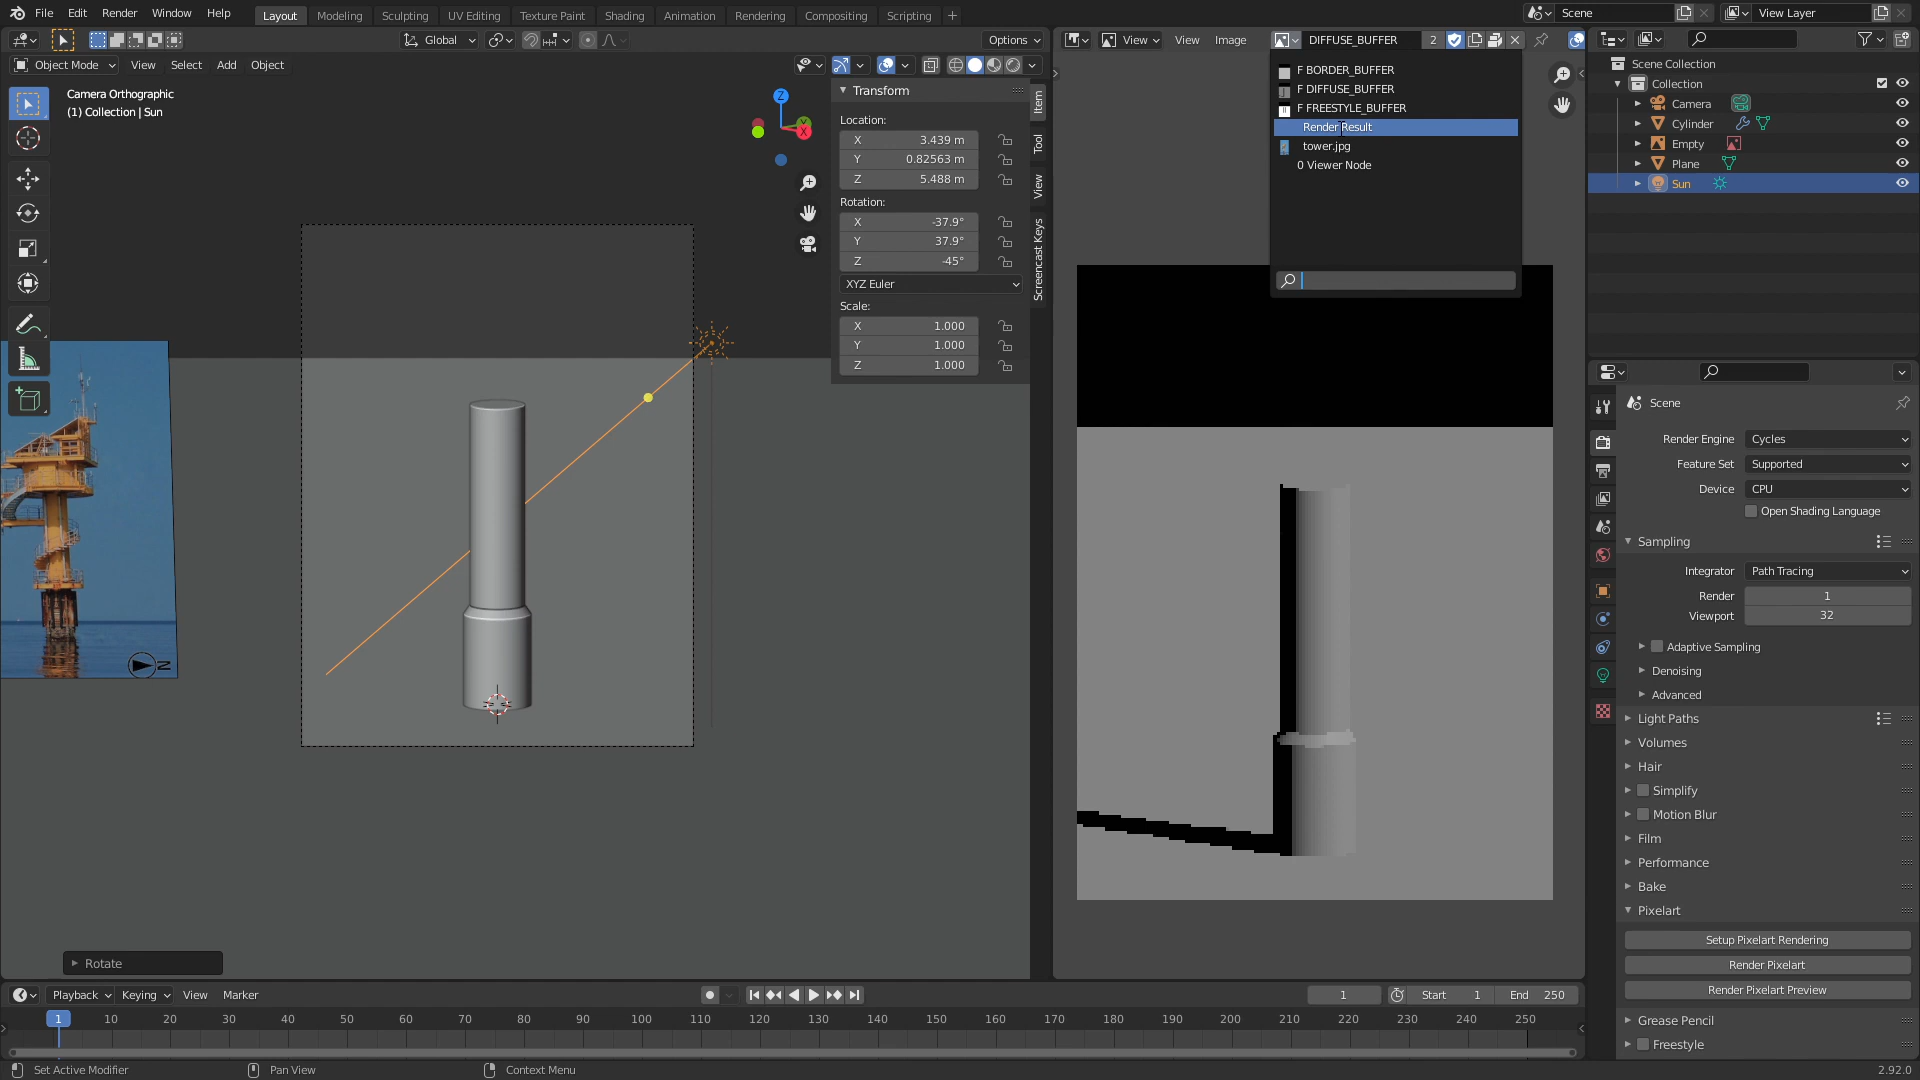 File Edit Render Window Help
Layout Modeling Sculpting UV Editing Texture Paint Shading Animation Rendering Compositing Scripting +
Scene
View Layer
Global
Options
View
View
Image
DIFFUSE_BUFFER
2
Object Mode
View
Select
Add
Object
Camera Orthographic
(1) Collection | Sun
Z
Y
X
Transform
Location:
X 3.439 m
Y 0.82563 m
Z 5.488 m
Rotation:
X -37.9°
Y 37.9°
Z -45°
XYZ Euler
Scale:
X 1.000
Y 1.000
Z 1.000
Item
Tool
View
Screencast Keys
F BORDER_BUFFER
F DIFFUSE_BUFFER
F FREESTYLE_BUFFER
Render Result
tower.jpg
0 Viewer Node
Scene Collection
Collection
Camera
Cylinder
Empty
Plane
Sun
Scene
Render Engine Cycles
Feature Set Supported
Device CPU
Open Shading Language
Sampling
Integrator Path Tracing
Render 1
Viewport 32
Adaptive Sampling
Denoising
Advanced
Light Paths
Volumes
Hair
Simplify
Motion Blur
Film
Performance
Bake
Pixelart
Setup Pixelart Rendering
Render Pixelart
Render Pixelart Preview
Grease Pencil
Freestyle
N
Rotate
Playback
Keying
View
Marker
1
Start 1
End 250
1 10 20 30 40 50 60 70 80 90 100 110 120 130 140 150 160 170 180 190 200 210 220 230 240 250
Set Active Modifier
Pan View
Context Menu
2.92.0